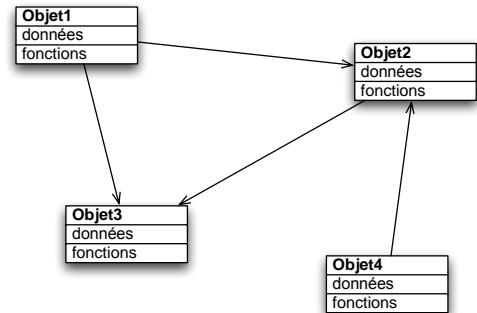 Objet1
données
fonctions
Objet2
données
fonctions
Objet3
données
fonctions
Objet4
données
fonctions